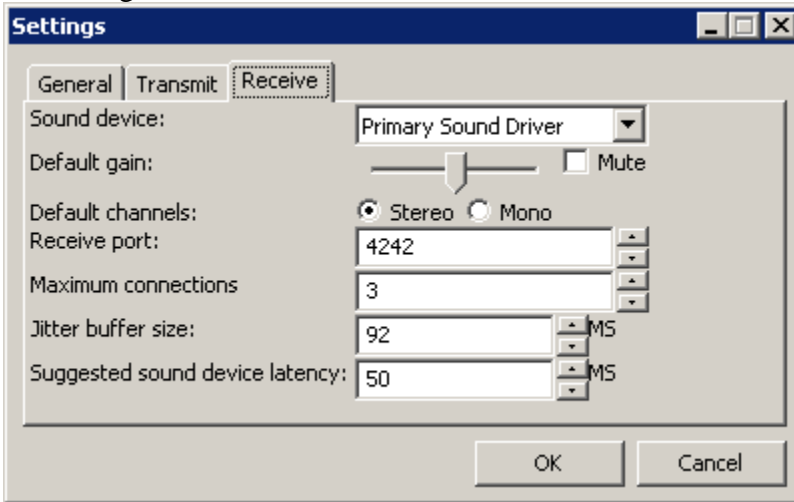 Settings
General Transmit Receive
Sound device: Primary Sound Driver
Default gain: Mute
Default channels: Stereo Mono
Receive port: 4242
Maximum connections 3
Jitter buffer size: 92 MS
Suggested sound device latency: 50 MS
OK Cancel